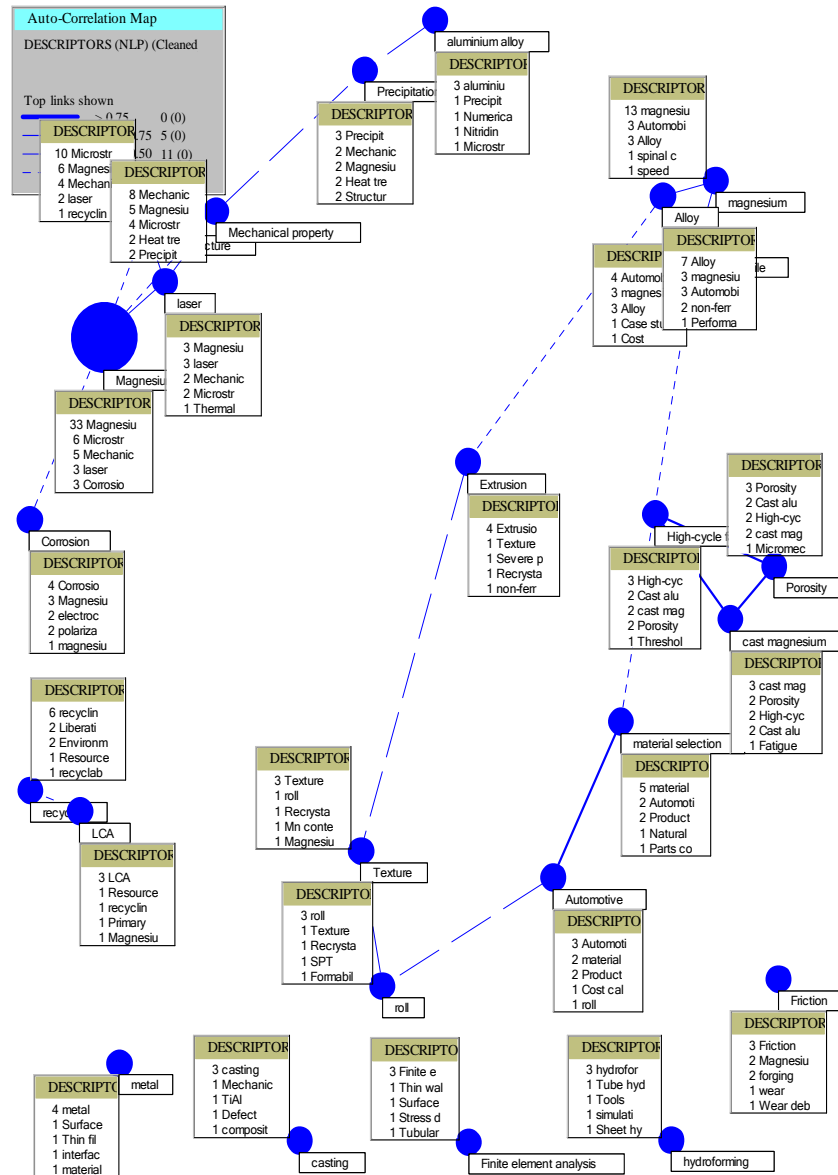 Auto-Correlation Map
DESCRIPTORS (NLP) (Cleaned
Top links shown
> 0.75 0 (0)
.75 5 (0)
.50 11 (0)
DESCRIPTOR
10 Microstr
6 Magnes
4 Mechan
2 laser
1 recyclin
DESCRIPTOR
8 Mechanic
5 Magnesiu
4 Microstr
2 Heat tre
2 Precipit
Mechanical property
cture
aluminium alloy
DESCRIPTOR
3 aluminiu
1 Precipit
1 Numerica
1 Nitridin
1 Microstr
Precipitation
DESCRIPTOR
3 Precipit
2 Mechanic
2 Magnesiu
2 Heat tre
2 Structur
DESCRIPTOR
13 magnesiu
3 Automobi
3 Alloy
1 spinal c
1 speed
magnesium
Alloy
DESCRIPTOR
7 Alloy
3 magnesiu
3 Automobi
2 non-ferr
1 Performa
ile
DESCRIPT
4 Automo
3 magnes
3 Alloy
1 Case stu
1 Cost
laser
DESCRIPTOR
3 Magnesiu
3 laser
2 Mechanic
2 Microstr
1 Thermal
Magnesiu
DESCRIPTOR
33 Magnesiu
6 Microstr
5 Mechanic
3 laser
3 Corrosio
Corrosion
DESCRIPTOR
4 Corrosio
3 Magnesiu
2 electroc
2 polariza
1 magnesiu
Extrusion
DESCRIPTOR
4 Extrusio
1 Texture
1 Severe p
1 Recrysta
1 non-ferr
DESCRIPTOR
3 Porosity
2 Cast alu
2 High-cyc
2 cast mag
1 Micromec
High-cycle f
Porosity
DESCRIPTOR
3 High-cyc
2 Cast alu
2 cast mag
2 Porosity
1 Threshol
cast magnesium
DESCRIPTOR
3 cast mag
2 Porosity
2 High-cyc
2 Cast alu
1 Fatigue
DESCRIPTOR
6 recyclin
2 Liberati
2 Environm
1 Resource
1 recyclab
recyc
LCA
DESCRIPTOR
3 LCA
1 Resource
1 recyclin
1 Primary
1 Magnesiu
material selection
DESCRIPTO
5 material
2 Automoti
2 Product
1 Natural
1 Parts co
DESCRIPTOR
3 Texture
1 roll
1 Recrysta
1 Mn conte
1 Magnesiu
Texture
DESCRIPTOR
3 roll
1 Texture
1 Recrysta
1 SPT
1 Formabil
roll
Automotive
DESCRIPTO
3 Automoti
2 material
2 Product
1 Cost cal
1 roll
Friction
DESCRIPTOR
3 Friction
2 Magnesiu
2 forging
1 wear
1 Wear deb
metal
DESCRIPTO
4 metal
1 Surface
1 Thin fil
1 interfac
1 material
DESCRIPTOR
3 casting
1 Mechanic
1 TiAl
1 Defect
1 composit
casting
DESCRIPTO
3 Finite e
1 Thin wal
1 Surface
1 Stress d
1 Tubular
Finite element analysis
DESCRIPTOR
3 hydrofor
1 Tube hyd
1 Tools
1 simulati
1 Sheet hy
hydroforming